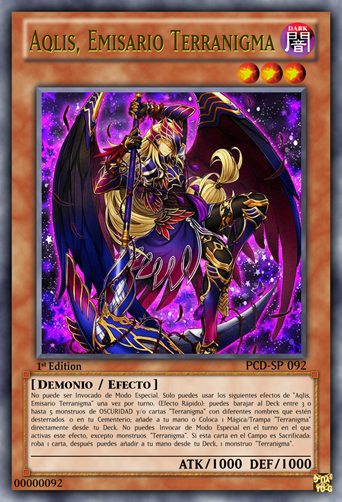 AQLIS, EMISARIO TERRANIGMA
DARK
闇
1st Edition
PCD-SP 092
[ DEMONIO / EFECTO ]
No puede ser Invocado de Modo Especial. Solo puedes usar los siguientes efectos de "Aqlis,
Emisario Terranigma" una vez por turno. (Efecto Rápido): puedes barajar al Deck entre 3 o
hasta 5 monstruos de OSCURIDAD y/o cartas "Terranigma" con diferentes nombres que estén
desterrados o en tu Cementerio; añade a tu mano o Coloca 1 Mágica/Trampa "Terranigma"
directamente desde tu Deck. No puedes Invocar de Modo Especial en el turno en el que
activas este efecto, excepto monstruos "Terranigma". Si esta carta en el Campo es Sacrificada:
roba 1 carta, después puedes añadir a tu mano desde tu Deck, 1 monstruo "Terranigma".
ATK/1000 DEF/1000
00000092